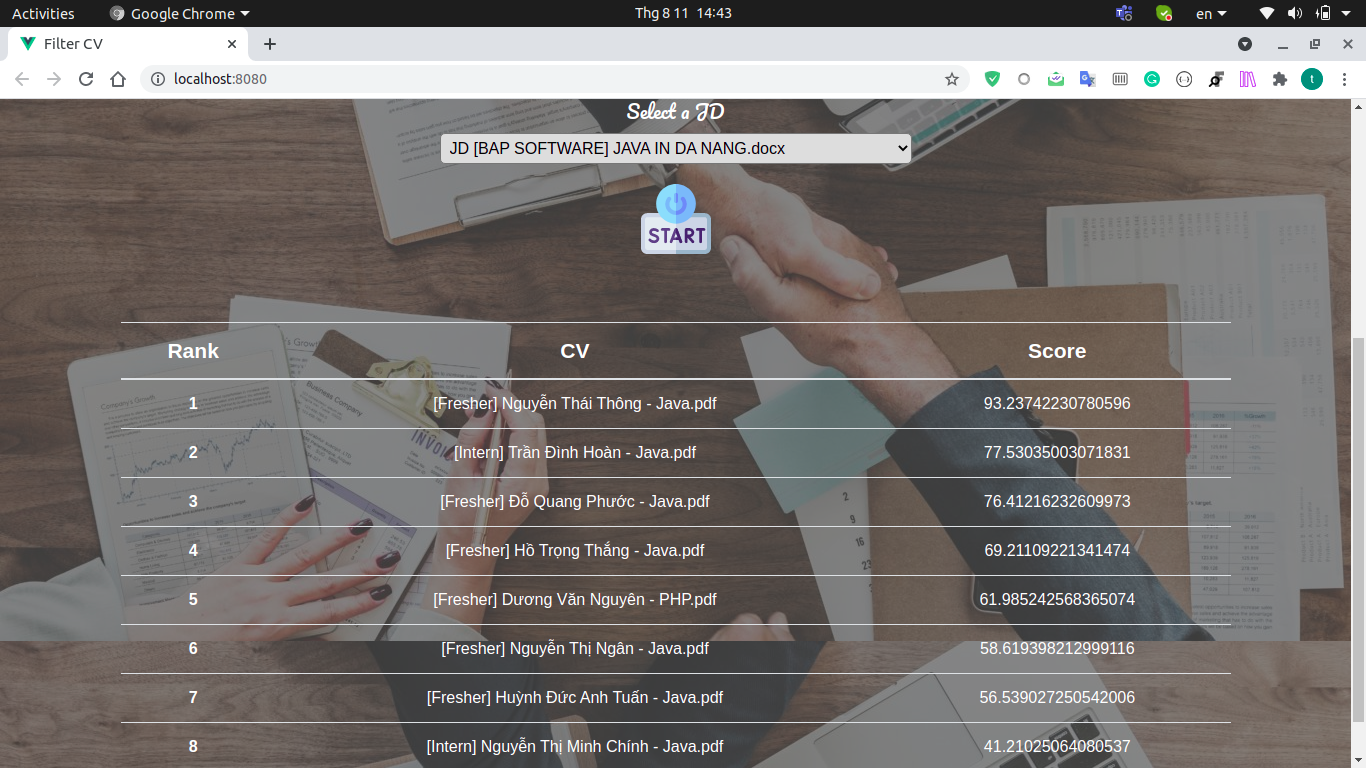 Activities Google Chrome Thg 8 11 14:43 en
Filter CV
localhost:8080 t
Select a JD
JD [BAP SOFTWARE] JAVA IN DA NANG.docx
START
Rank CV Score
1 [Fresher] Nguyễn Thái Thông - Java.pdf 93.23742230780596
2 [Intern] Trần Đình Hoàn - Java.pdf 77.53035003071831
3 [Fresher] Đỗ Quang Phước - Java.pdf 76.41216232609973
4 [Fresher] Hồ Trọng Thắng - Java.pdf 69.21109221341474
5 [Fresher] Dương Văn Nguyên - PHP.pdf 61.985242568365074
6 [Fresher] Nguyễn Thị Ngân - Java.pdf 58.619398212999116
7 [Fresher] Huỳnh Đức Anh Tuấn - Java.pdf 56.539027250542006
8 [Intern] Nguyễn Thị Minh Chính - Java.pdf 41.21025064080537
Company's Growth
Business Company
INVOI